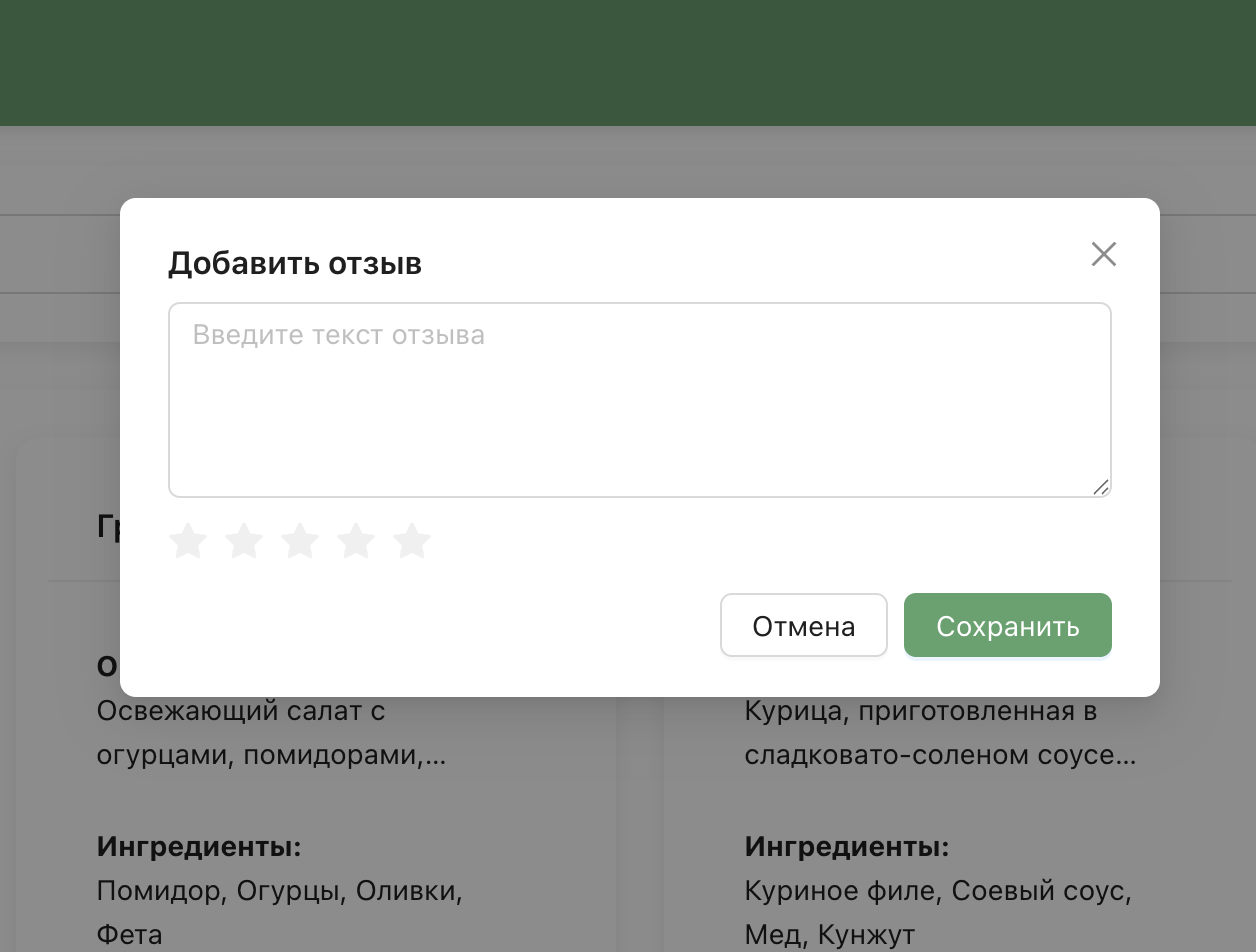 Добавить отзыв
Введите текст отзыва
Отмена
Сохранить
Освежающий салат с
огурцами, помидорами,...
Ингредиенты:
Помидор, Огурцы, Оливки,
Фета
Курица, приготовленная в
сладковато-соленом соусе...
Ингредиенты:
Куриное филе, Соевый соус,
Мед, Кунжут